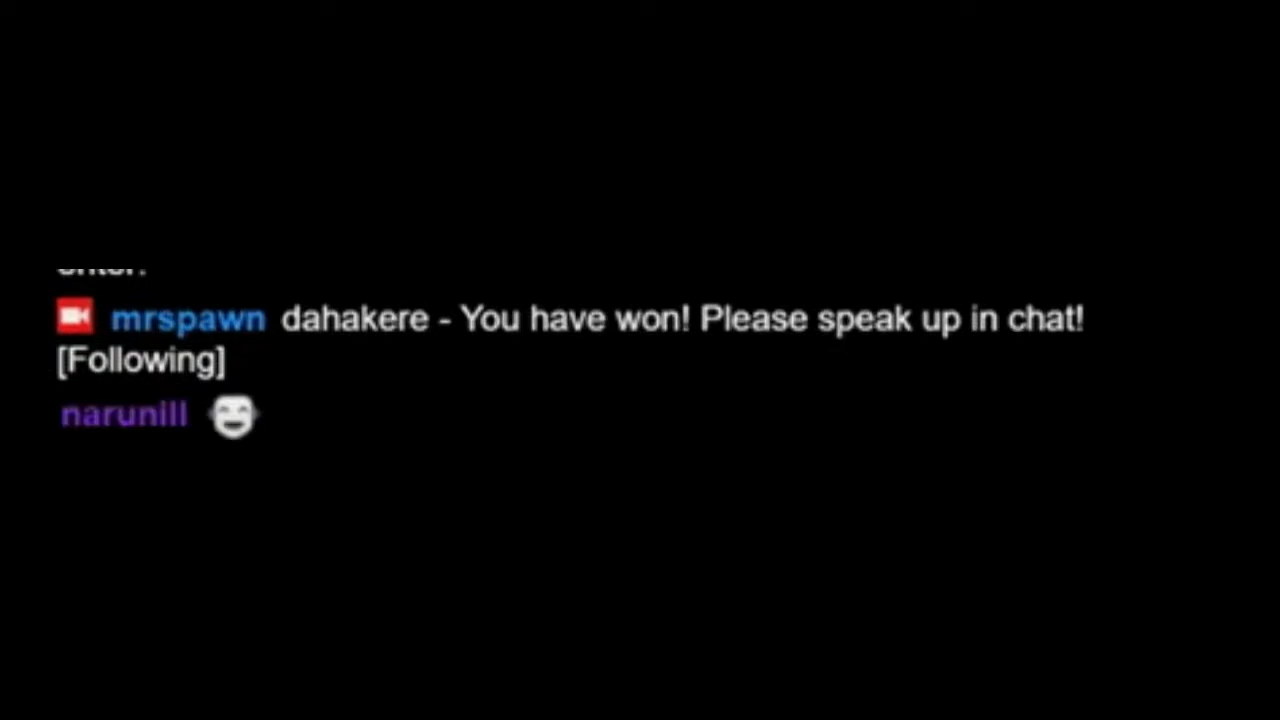 mrspawn dahakere - You have won! Please speak up in chat!
[Following]
narunill